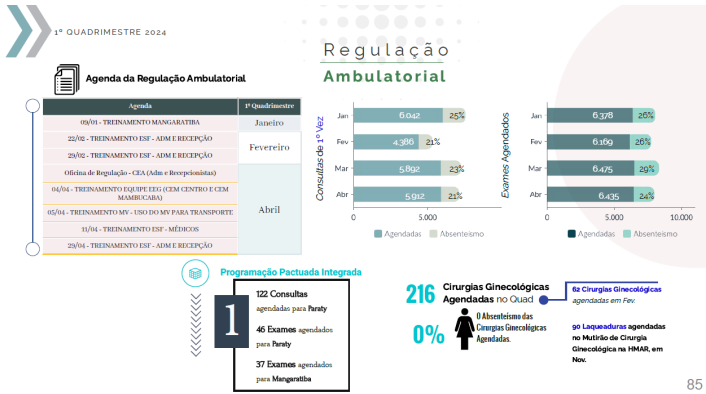 1º QUADRIMESTRE 2024
Regulação
Ambulatorial
Agenda da Regulação Ambulatorial
Agenda 1º Quadrimestre
09/01 - TREINAMENTO MANGARATIBA Janeiro
22/02 - TREINAMENTO ESF - ADM E RECEPÇÃO
Fevereiro
29/02 - TREINAMENTO ESF - ADM E RECEPÇÃO
Oficina de Regulação - CEA (Adm e Recepcionistas)
04/04 - TREINAMENTO EQUIPE EEG (CEM CENTRO E CEM
MAMBUCABA)
05/04 - TREINAMENTO MV - USO DO MV PARA TRANSPORTE
Abril
11/04 - TREINAMENTO ESF - MÉDICOS
29/04 - TREINAMENTO ESF - ADM E RECEPÇÃO
Consultas de 1º Vez
Jan 6.042 25%
Fev 4.386 21%
Mar 5.892 23%
Abr 5.912 21%
0 5.000
Agendadas Absenteísmo
Exames Agendados
Jan 6.378 26%
Fev 6.169 26%
Mar 6.475 29%
Abr 6.435 24%
0 5.000 10.000
Agendadas Absenteísmo
Programação Pactuada Integrada
1
122 Consultas
agendadas para Paraty
46 Exames agendados
para Paraty
37 Exames agendados
para Mangaratiba
216 Cirurgias Ginecológicas
Agendadas no Quad
0%
O Absenteísmo das
Cirurgias Ginecológicas
Agendadas.
62 Cirurgias Ginecológicas
agendadas em Fev.
90 Laqueaduras agendadas
no Mutirão de Cirurgia
Ginecológica na HMAR, em
Nov.
85